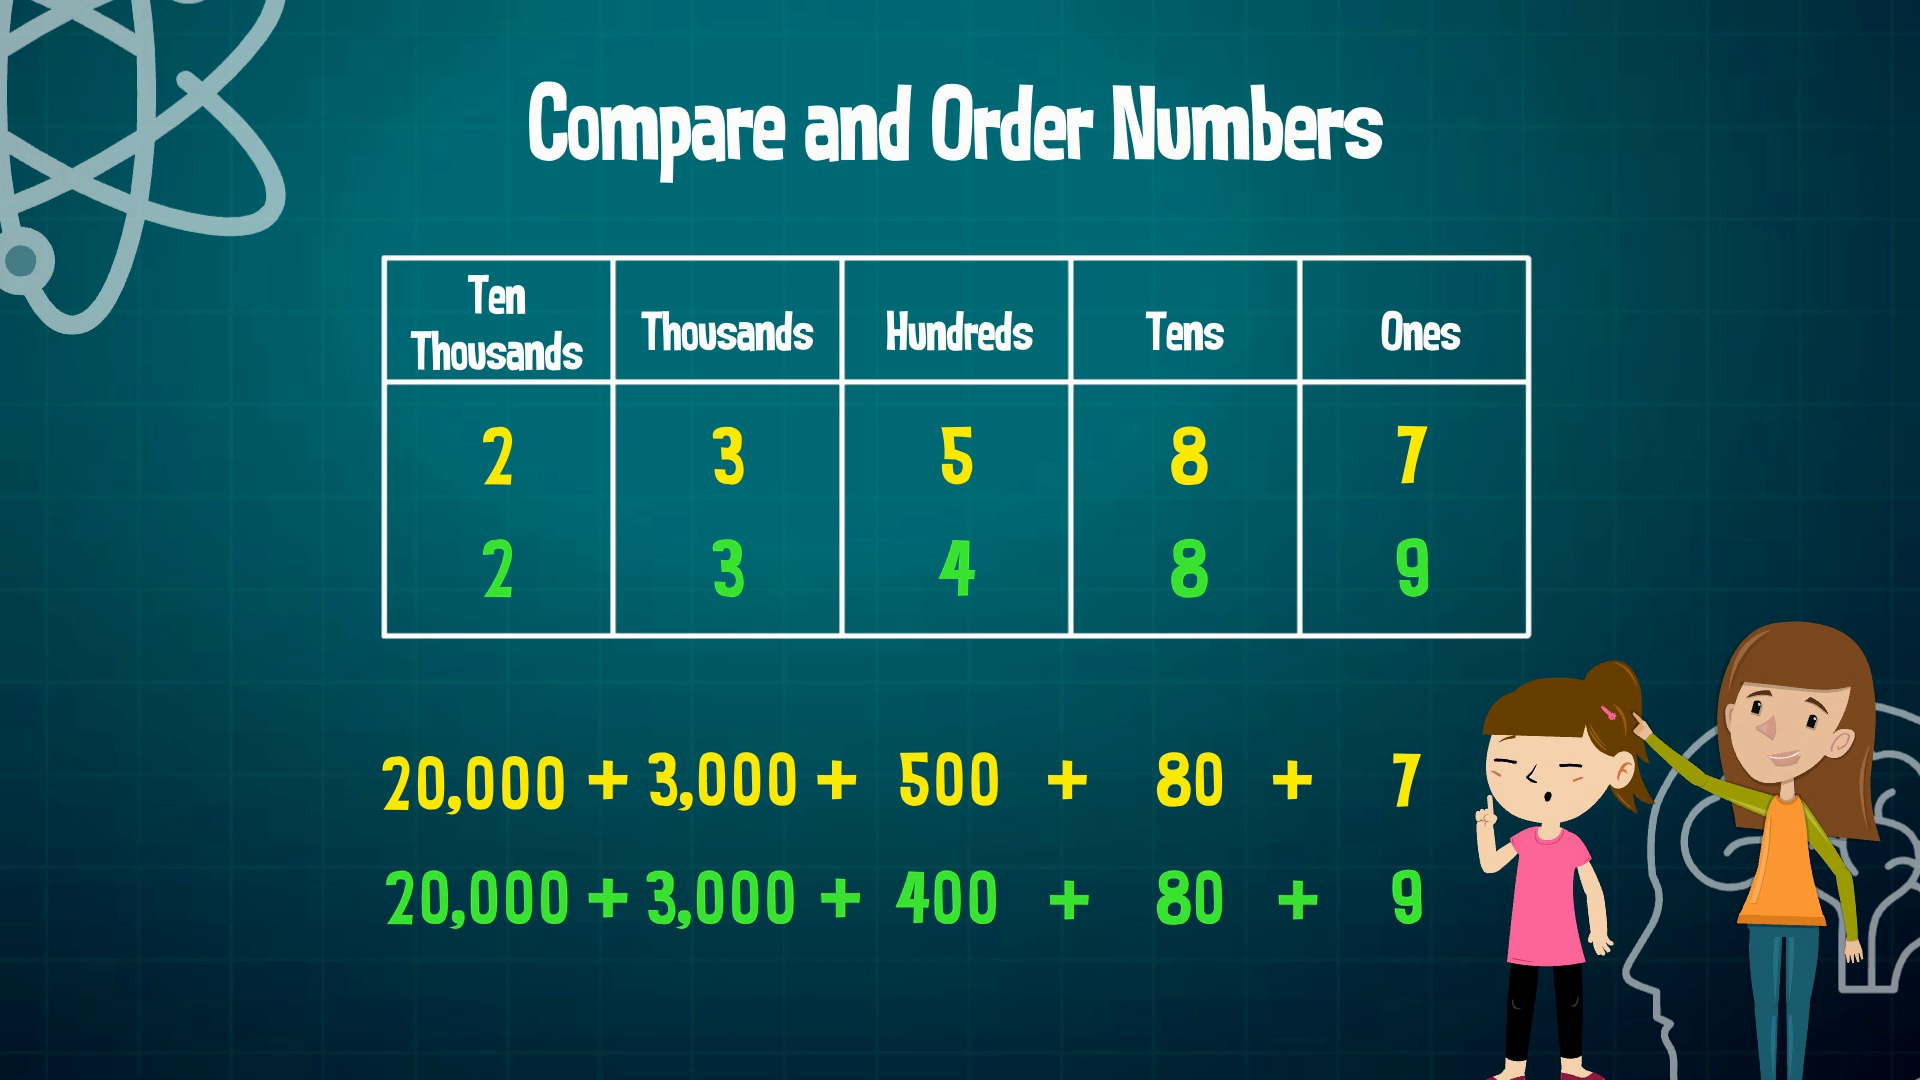 Compare and Order Numbers
Ten Thousands Thousands Hundreds Tens Ones
2 3 5 8 7
2 3 4 8 9
20,000 + 3,000 + 500 + 80 + 7
20,000 + 3,000 + 400 + 80 + 9